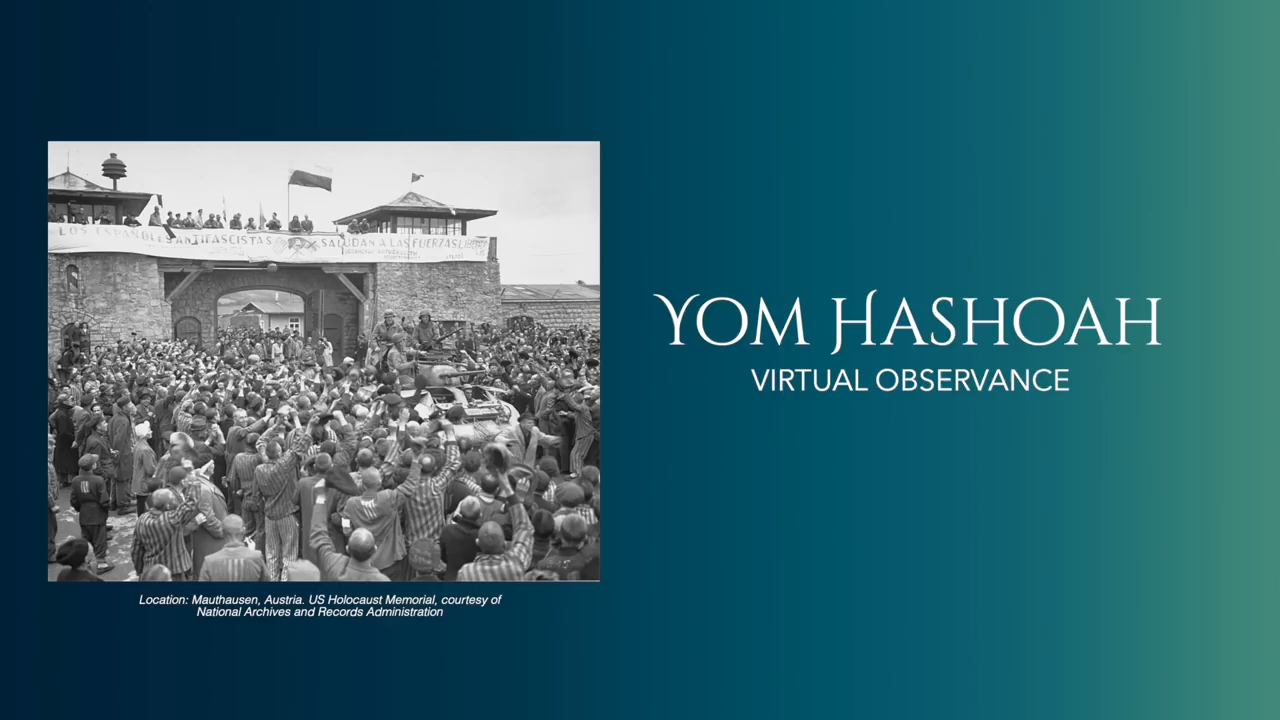 LOS ESPAÑOLES ANTIFASCISTAS SALUDAN A LAS FUERZAS
YOM HASHOAH
VIRTUAL OBSERVANCE
Location: Mauthausen, Austria. US Holocaust Memorial, courtesy of
National Archives and Records Administration